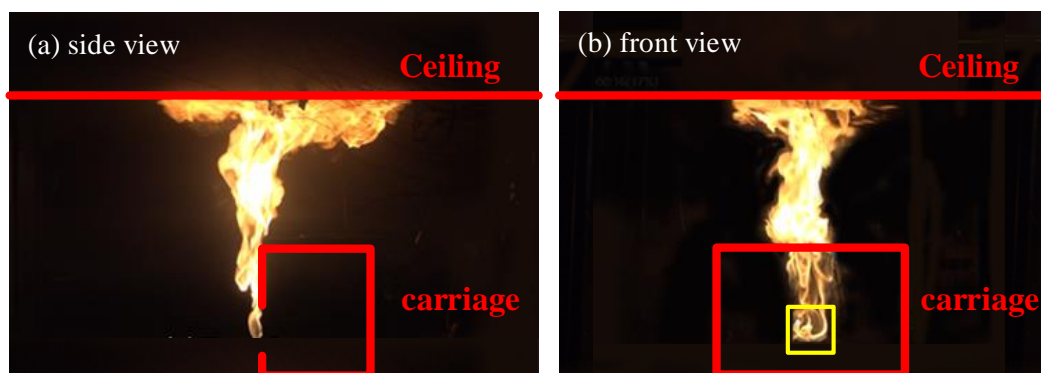 (a) side view
Ceiling
carriage
(b) front view
Ceiling
carriage